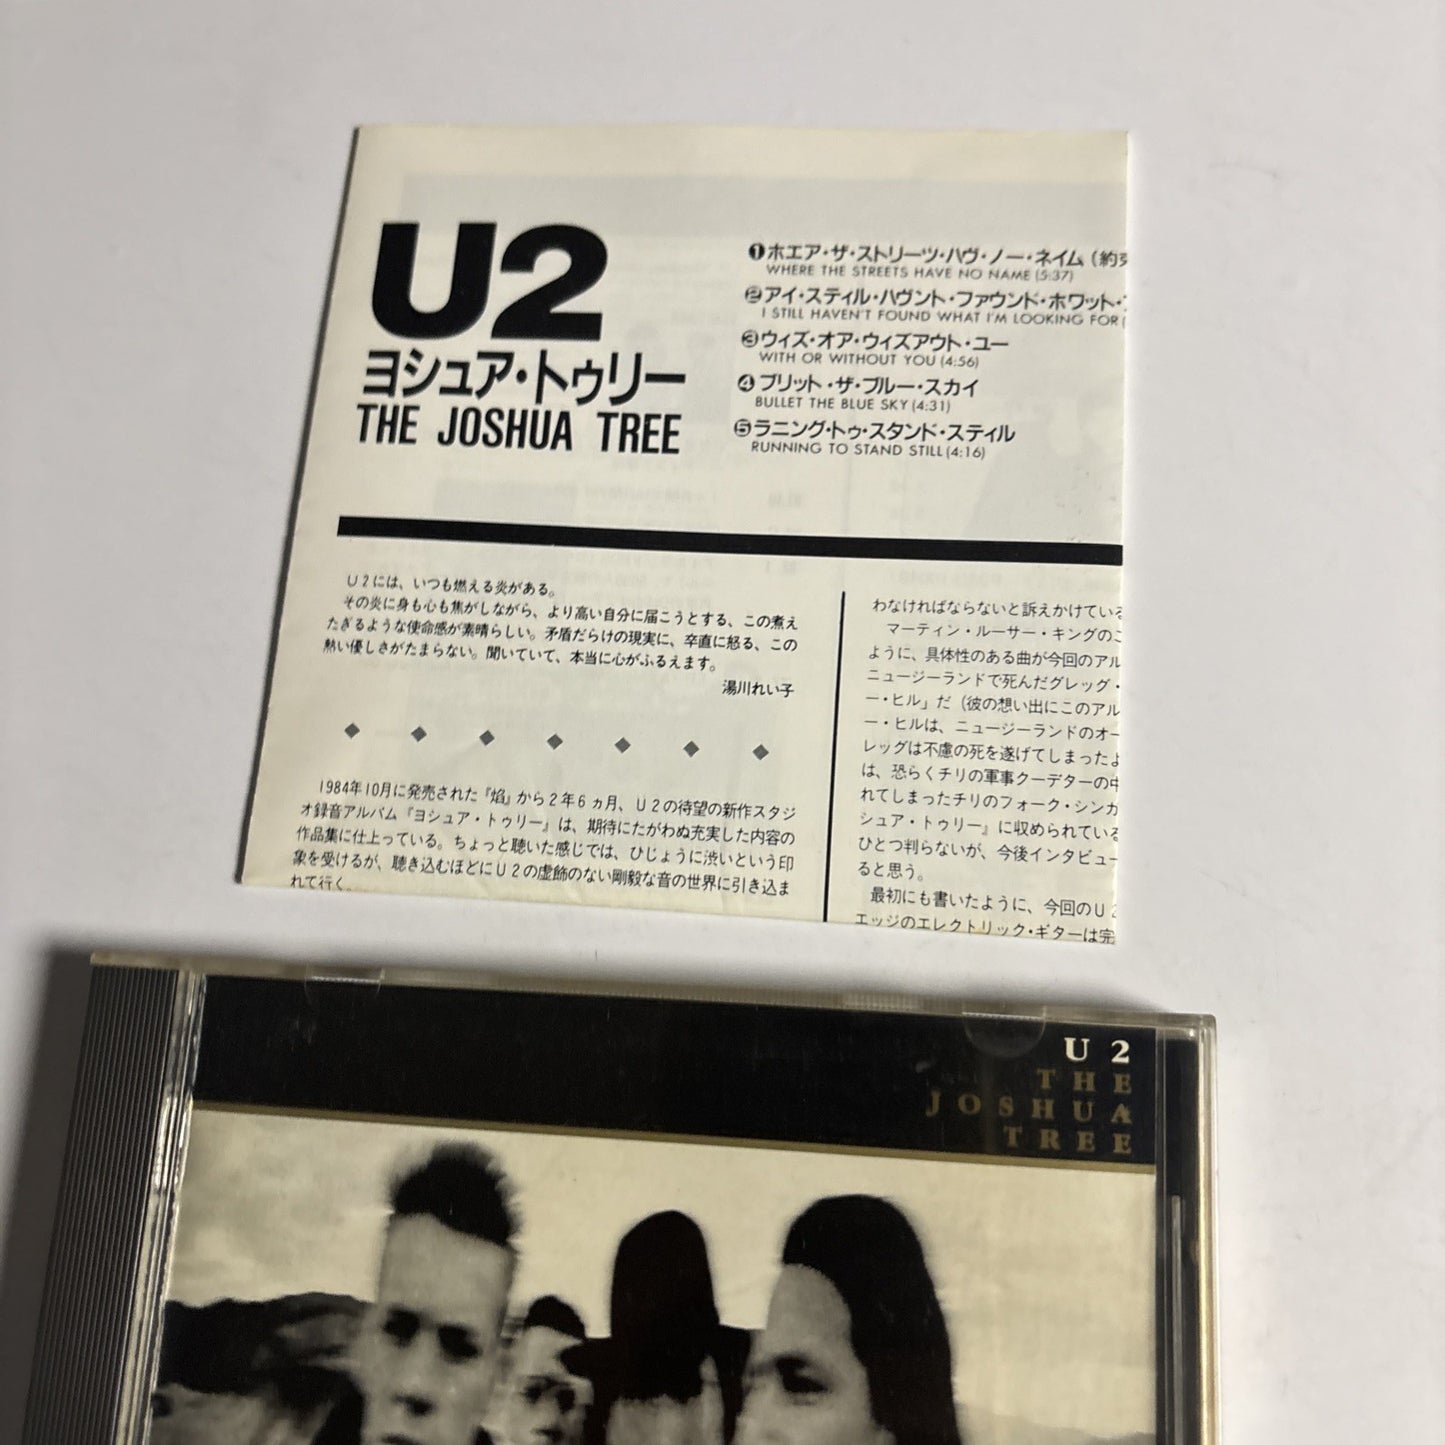 U2
ヨシュア・トゥリー
THE JOSHUA TREE
❶ホエア・ザ・ストリーツ・ハヴ・ノー・ネイム（約束
WHERE THE STREETS HAVE NO NAME (5:37)
❷アイ・スティル・ハヴント・ファウンド・ホワット・
I STILL HAVEN'T FOUND WHAT I'M LOOKING FOR (
❸ウィズ・オア・ウィズアウト・ユー
WITH OR WITHOUT YOU (4:56)
❹ブリット・ザ・ブルー・スカイ
BULLET THE BLUE SKY (4:31)
❺ラニング・トゥ・スタンド・スティル
RUNNING TO STAND STILL (4:16)
U2には、いつも燃える炎がある。
その炎に身も心も焦がしながら、より高い自分に届こうとする、この煮え
たぎるような使命感が素晴らしい。矛盾だらけの現実に、卒直に怒る、この
熱い優しさがたまらない。聞いていて、本当に心がふるえます。
湯川れい子
1984年10月に発売された『焰』から2年6ヵ月、U2の待望の新作スタジ
オ録音アルバム『ヨシュア・トゥリー』は、期待にたがわぬ充実した内容の
作品集に仕上っている。ちょっと聴いた感じでは、ひじょうに渋いという印
象を受けるが、聴き込むほどにU2の虚飾のない剛毅な音の世界に引き込ま
れて行く。
わなければならないと訴えかけている
マーティン・ルーサー・キングのこ
ように、具体性のある曲が今回のアル
ニュージーランドで死んだグレッグ・
ー・ヒル」だ（彼の想い出にこのアル
ー・ヒルは、ニュージーランドのオー
レッグは不慮の死を遂げてしまったよ
は、恐らくチリの軍事クーデターの中
れてしまったチリのフォーク・シンガ
シュア・トゥリー』に収められている
ひとつ判らないが、今後インタビュー
ると思う。
最初にも書いたように、今回のU2
エッジのエレクトリック・ギターは完
U 2
THE
JOSHUA
TREE